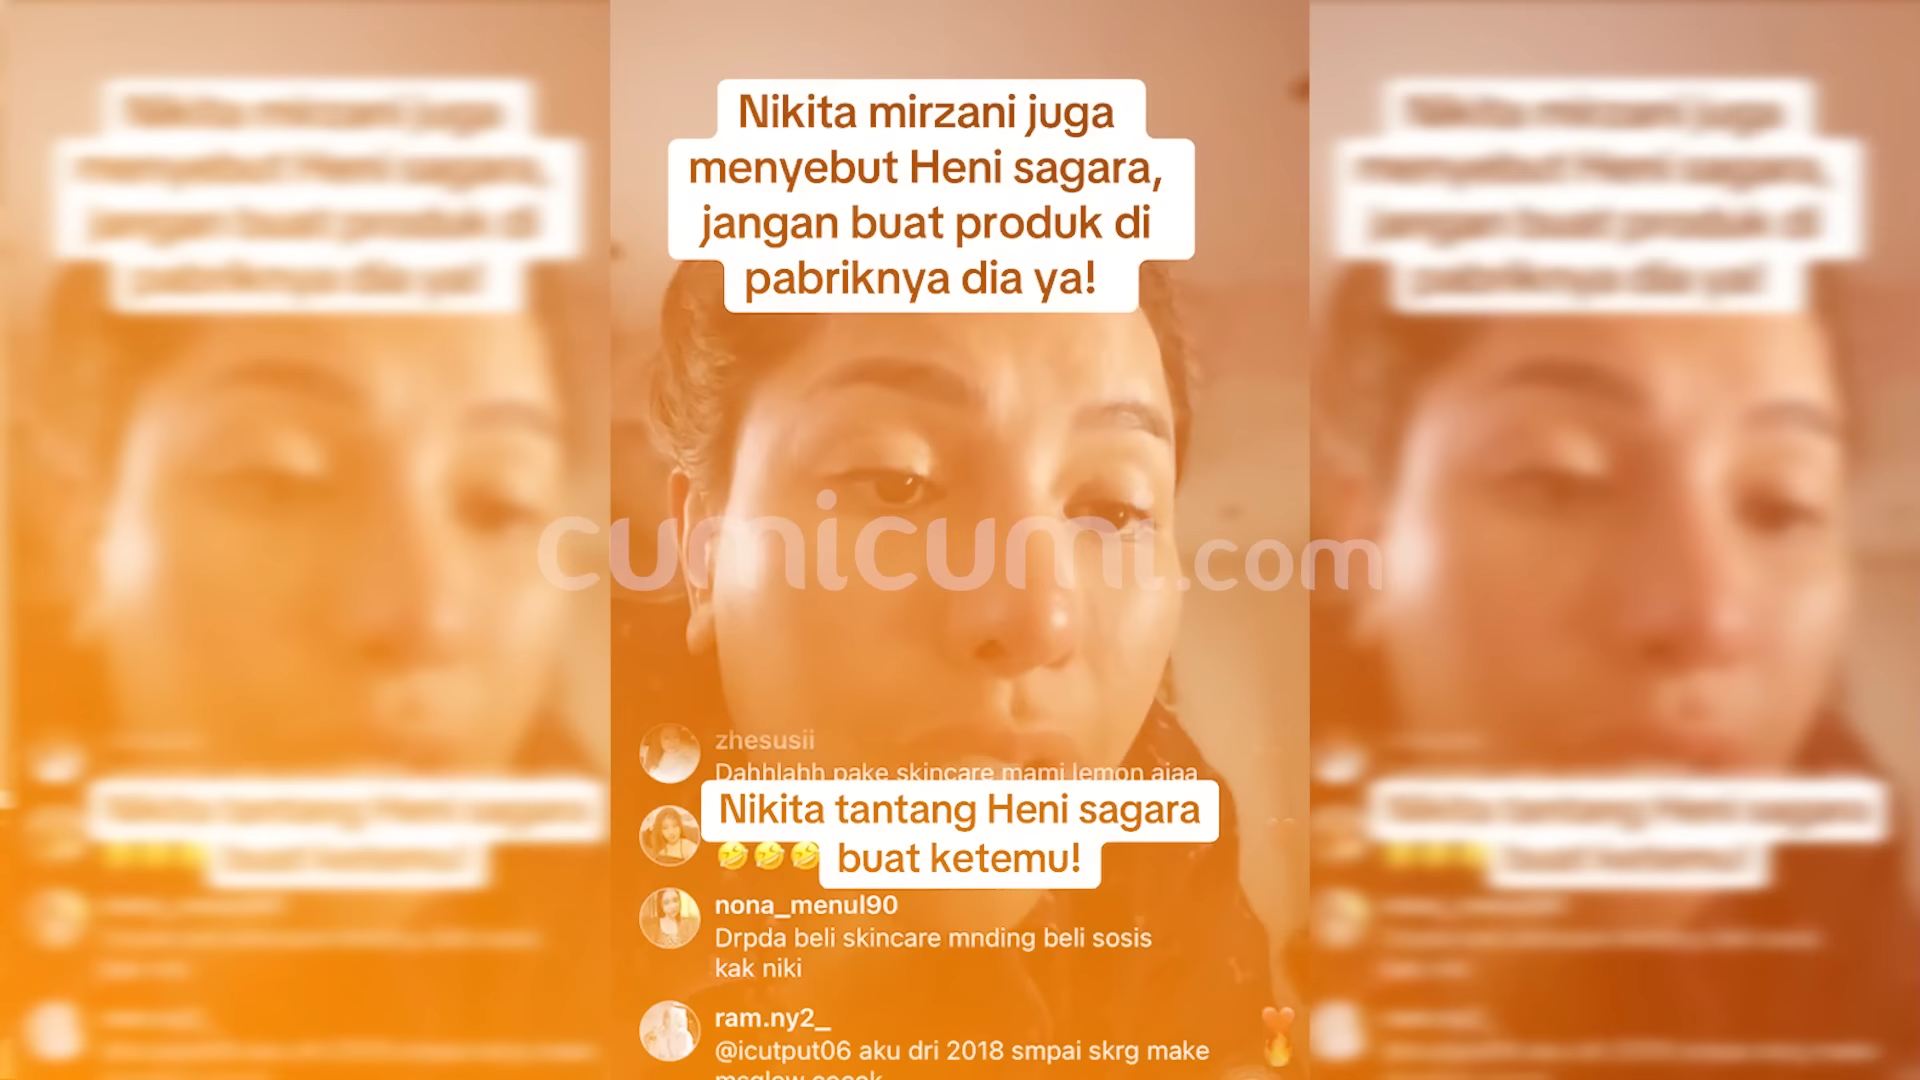 Nikita mirzani juga
menyebut Heni sagara,
jangan buat produk di
pabriknya dia ya!
cumicumi.com
zhesusii
Dahhlahh pake skincare mami lemon ajaa
Nikita tantang Heni sagara
buat ketemu!
nona_menul90
Drpda beli skincare mnding beli sosis
kak niki
ram.ny2_
@icutput06 aku dri 2018 smpai skrg make
msglow cocok